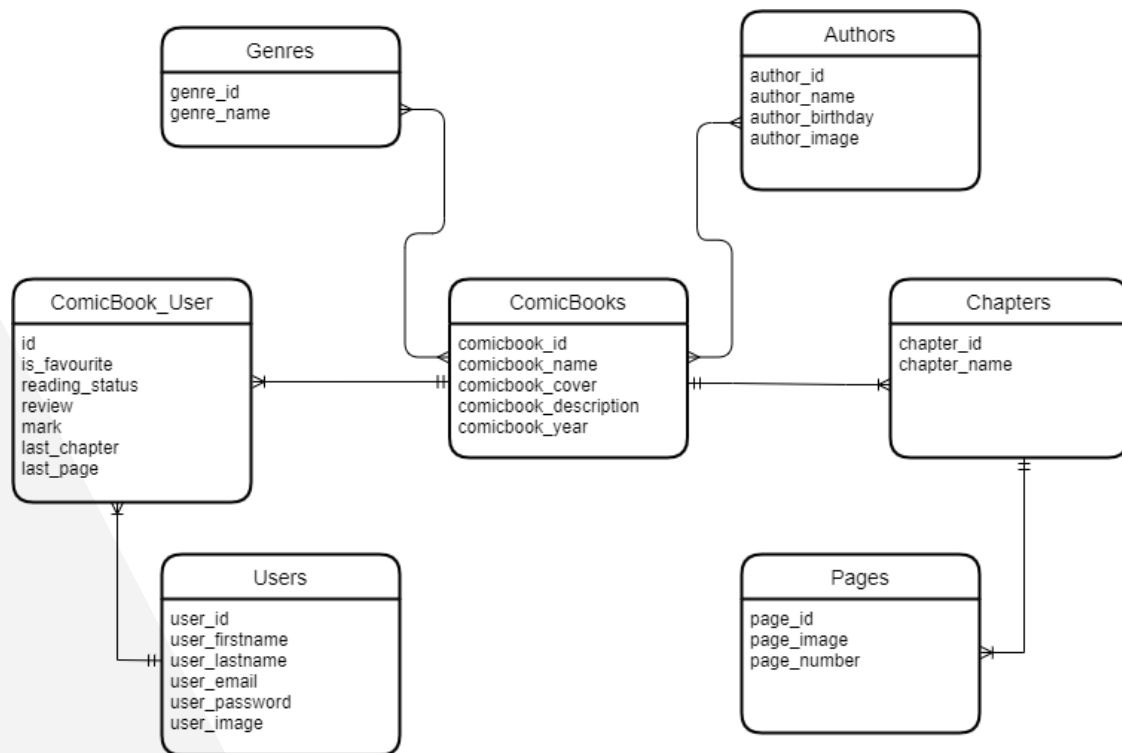 Genres
genre_id
genre_name
Authors
author_id
author_name
author_birthday
author_image
ComicBook_User
id
is_favourite
reading_status
review
mark
last_chapter
last_page
ComicBooks
comicbook_id
comicbook_name
comicbook_cover
comicbook_description
comicbook_year
Chapters
chapter_id
chapter_name
Users
user_id
user_firstname
user_lastname
user_email
user_password
user_image
Pages
page_id
page_image
page_number